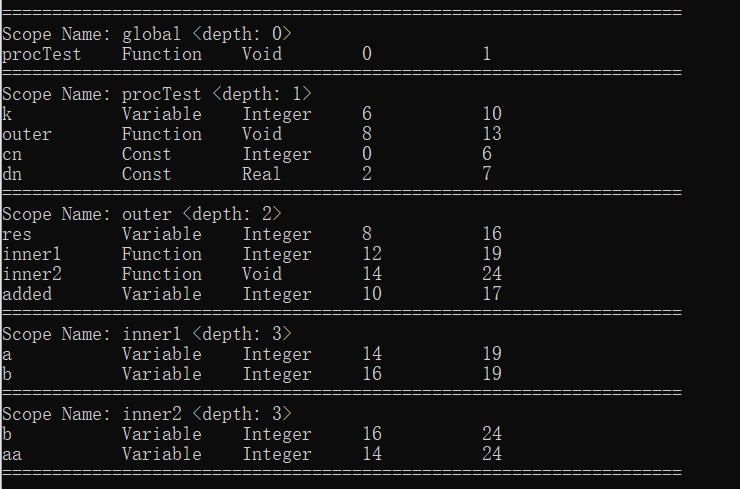 ====================================================================
Scope Name: global <depth: 0>
procTest    Function    Void        0           1
====================================================================
Scope Name: procTest <depth: 1>
k           Variable    Integer     6           10
outer       Function    Void        8           13
cn          Const       Integer     0           6
dn          Const       Real        2           7
====================================================================
Scope Name: outer <depth: 2>
res         Variable    Integer     8           16
inner1      Function    Integer     12          19
inner2      Function    Void        14          24
added       Variable    Integer     10          17
====================================================================
Scope Name: inner1 <depth: 3>
a           Variable    Integer     14          19
b           Variable    Integer     16          19
====================================================================
Scope Name: inner2 <depth: 3>
b           Variable    Integer     16          24
aa          Variable    Integer     14          24
====================================================================